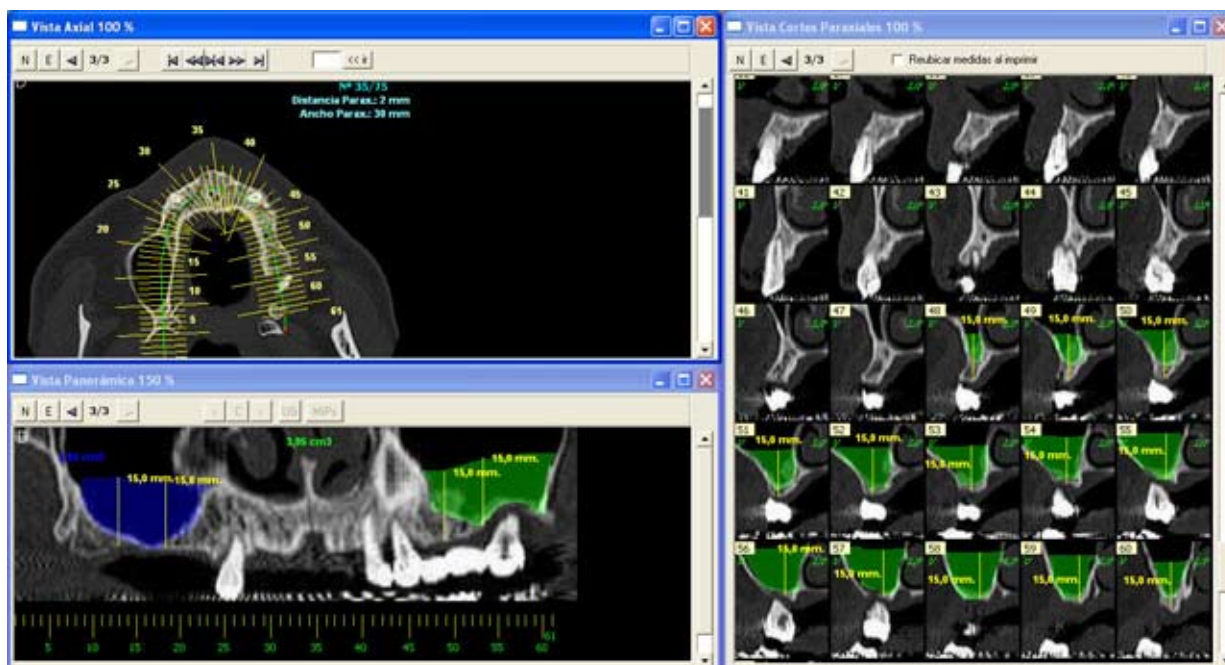 Vista Axial 100 %
N E 3/3 << ir
Nº 35/75
Distancia Parax.: 2 mm
Ancho Parax.: 30 mm
35
30 40
25 45
20 50
15 55
10 60
5 61
Vista Panorámica 150 %
N E 3/3
3,95 cm3
15,0 mm. 15,0 mm.
15,0 mm.
15,0 mm.
5 10 15 20 25 30 35 40 45 50 55 60 61
Vista Cortes Paraxiales 100 %
N E 3/3 Reubicar medidas al imprimir
41 42 43 44 45
46 47 48 49 50
15,0 mm. 15,0 mm. 15,0 mm.
51 52 53 54 55
15,0 mm. 15,0 mm. 15,0 mm. 15,0 mm. 15,0 mm.
56 57 58 59 60
15,0 mm. 15,0 mm. 15,0 mm. 15,0 mm. 15,0 mm.